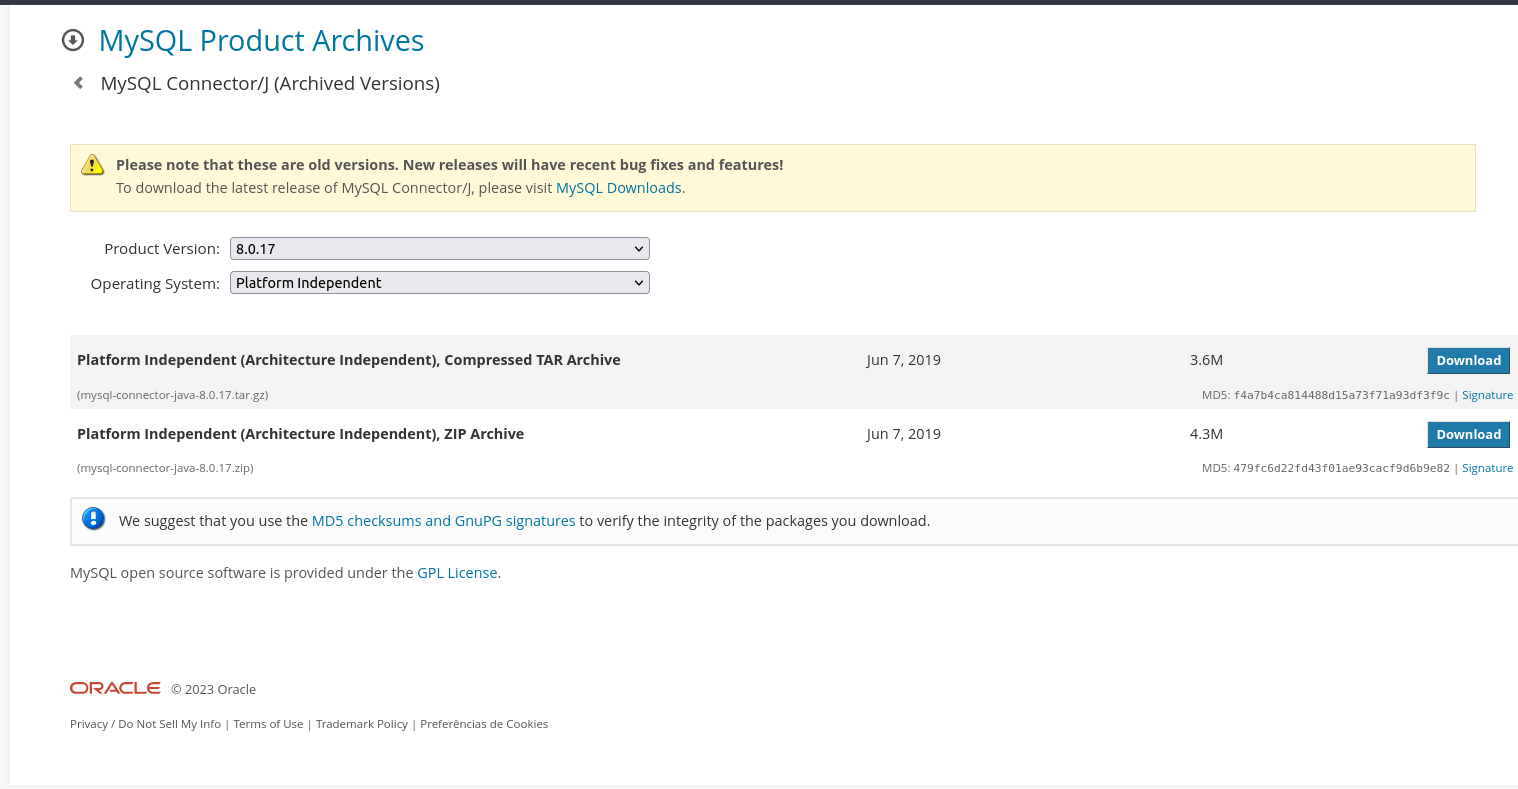 MySQL Product Archives
MySQL Connector/J (Archived Versions)
Please note that these are old versions. New releases will have recent bug fixes and features!
To download the latest release of MySQL Connector/J, please visit MySQL Downloads.
Product Version: 8.0.17
Operating System: Platform Independent
Platform Independent (Architecture Independent), Compressed TAR Archive Jun 7, 2019 3.6M Download
(mysql-connector-java-8.0.17.tar.gz) MD5: f4a7b4ca814488d15a73f71a93df3f9c | Signature
Platform Independent (Architecture Independent), ZIP Archive Jun 7, 2019 4.3M Download
(mysql-connector-java-8.0.17.zip) MD5: 479fc6d22fd43f01ae93cacf9d6b9e82 | Signature
We suggest that you use the MD5 checksums and GnuPG signatures to verify the integrity of the packages you download.
MySQL open source software is provided under the GPL License.
ORACLE © 2023 Oracle
Privacy / Do Not Sell My Info | Terms of Use | Trademark Policy | Preferências de Cookies